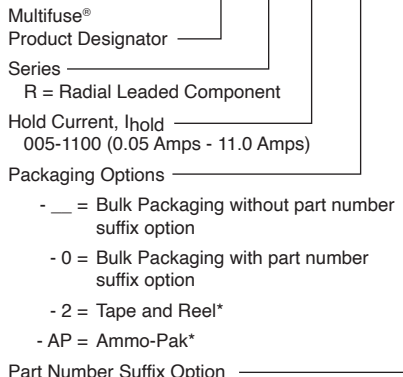 Multifuse®
Product Designator
Series
R = Radial Leaded Component
Hold Current, Ihold
005-1100 (0.05 Amps - 11.0 Amps)
Packaging Options
- __ = Bulk Packaging without part number
suffix option
- 0 = Bulk Packaging with part number
suffix option
- 2 = Tape and Reel*
- AP = Ammo-Pak*
Part Number Suffix Option